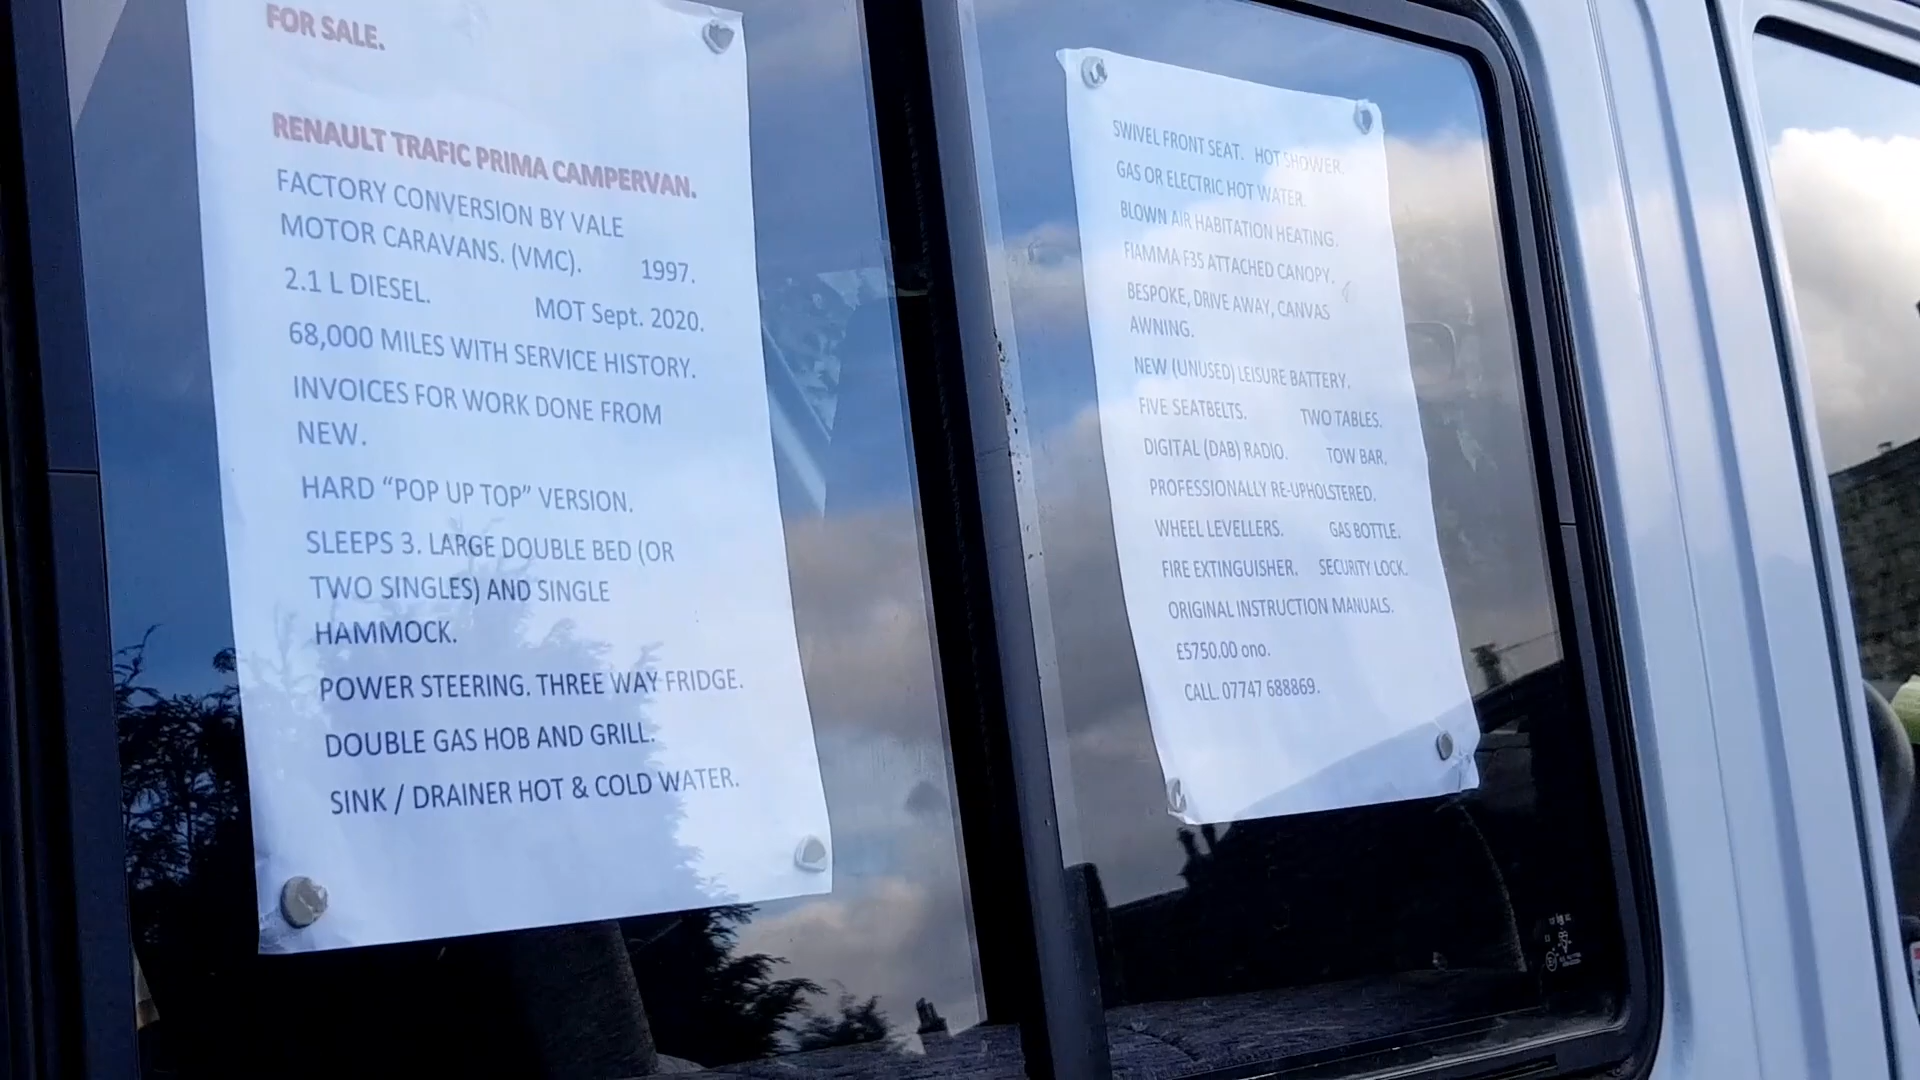 FOR SALE.
RENAULT TRAFIC PRIMA CAMPERVAN.
FACTORY CONVERSION BY VALE
MOTOR CARAVANS. (VMC). 1997.
2.1 L DIESEL. MOT Sept. 2020.
68,000 MILES WITH SERVICE HISTORY.
INVOICES FOR WORK DONE FROM
NEW.
HARD “POP UP TOP” VERSION.
SLEEPS 3. LARGE DOUBLE BED (OR
TWO SINGLES) AND SINGLE
HAMMOCK.
POWER STEERING. THREE WAY FRIDGE.
DOUBLE GAS HOB AND GRILL.
SINK / DRAINER HOT & COLD WATER.
SWIVEL FRONT SEAT. HOT SHOWER.
GAS OR ELECTRIC HOT WATER.
BLOWN AIR HABITATION HEATING.
FIAMMA F35 ATTACHED CANOPY.
BESPOKE, DRIVE AWAY, CANVAS
AWNING.
NEW (UNUSED) LEISURE BATTERY.
FIVE SEATBELTS. TWO TABLES.
DIGITAL (DAB) RADIO. TOW BAR.
PROFESSIONALLY RE-UPHOLSTERED.
WHEEL LEVELLERS. GAS BOTTLE.
FIRE EXTINGUISHER. SECURITY LOCK.
ORIGINAL INSTRUCTION MANUALS.
£5750.00 ono.
CALL. 07747 688869.